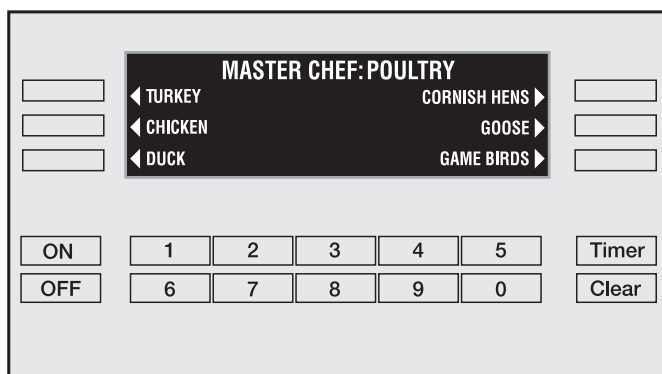 MASTER CHEF: POULTRY
TURKEY CORNISH HENS
CHICKEN GOOSE
DUCK GAME BIRDS
ON 1 2 3 4 5 Timer
OFF 6 7 8 9 0 Clear